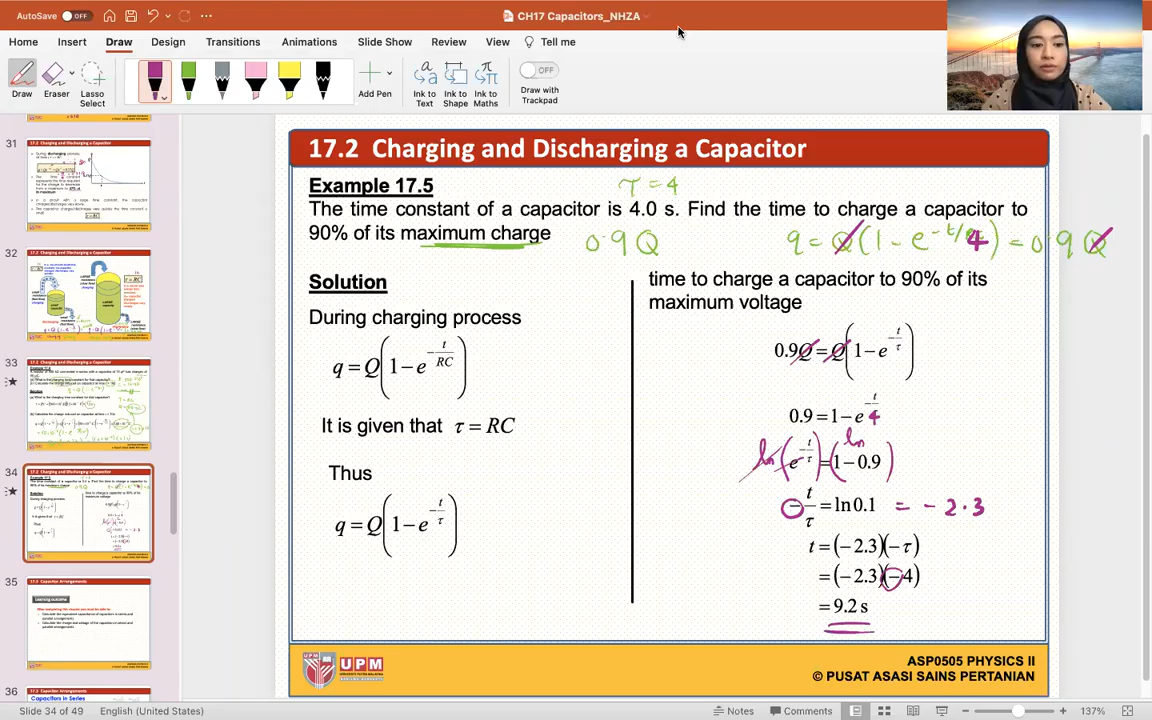 AutoSave OFF
CH17 Capacitors_NHZA
Home Insert Draw Design Transitions Animations Slide Show Review View Tell me
Draw Eraser Lasso Select Add Pen Ink to Text Ink to Shape Ink to Maths OFF Draw with Trackpad
31
32
33
34
35
36
17.2 Charging and Discharging a Capacitor
Example 17.5
τ = 4
The time constant of a capacitor is 4.0 s. Find the time to charge a capacitor to
90% of its maximum charge
0.9Q
q = Q(1 − e^−t/4) = 0.9Q
Solution
During charging process
q = Q(1 − e^(−t/RC))
It is given that τ = RC
Thus
q = Q(1 − e^(−t/τ))
time to charge a capacitor to 90% of its
maximum voltage
0.9Q = Q(1 − e^(−t/τ))
0.9 = 1 − e^(−t/4)
ln(e^(−t/τ)) = ln(1 − 0.9)
−t/τ = ln 0.1 = −2.3
t = (−2.3)(−τ)
= (−2.3)(−4)
= 9.2 s
UPM
ASP0505 PHYSICS II
© PUSAT ASASI SAINS PERTANIAN
Slide 34 of 49 English (United States) Notes Comments 137%